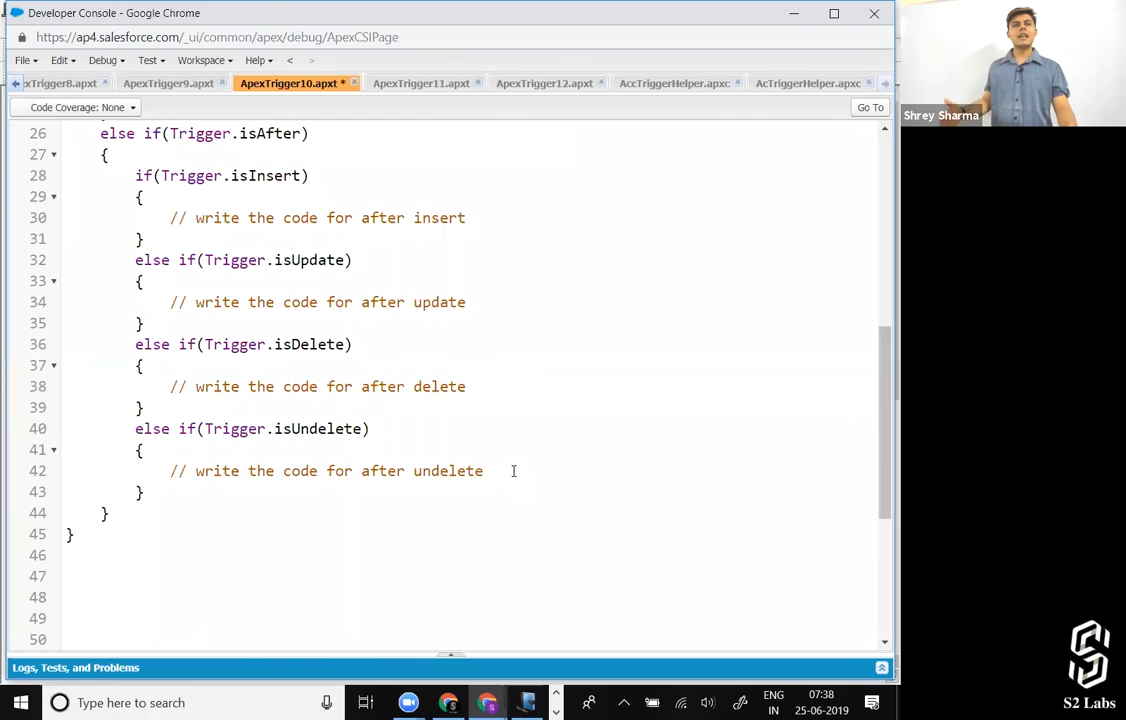 Developer Console - Google Chrome
https://ap4.salesforce.com/_ui/common/apex/debug/ApexCSIPage
File Edit Debug Test Workspace Help < >
exTrigger8.apxt ApexTrigger9.apxt ApexTrigger10.apxt * ApexTrigger11.apxt ApexTrigger12.apxt AccTriggerHelper.apxc AcTriggerHelper.apxc
Code Coverage: None Go To
Shrey Sharma
26 else if(Trigger.isAfter)
27 {
28 if(Trigger.isInsert)
29 {
30 // write the code for after insert
31 }
32 else if(Trigger.isUpdate)
33 {
34 // write the code for after update
35 }
36 else if(Trigger.isDelete)
37 {
38 // write the code for after delete
39 }
40 else if(Trigger.isUndelete)
41 {
42 // write the code for after undelete
43 }
44 }
45 }
46
47
48
49
50
Logs, Tests, and Problems
S2 Labs
Type here to search
ENG
IN
07:38
25-06-2019